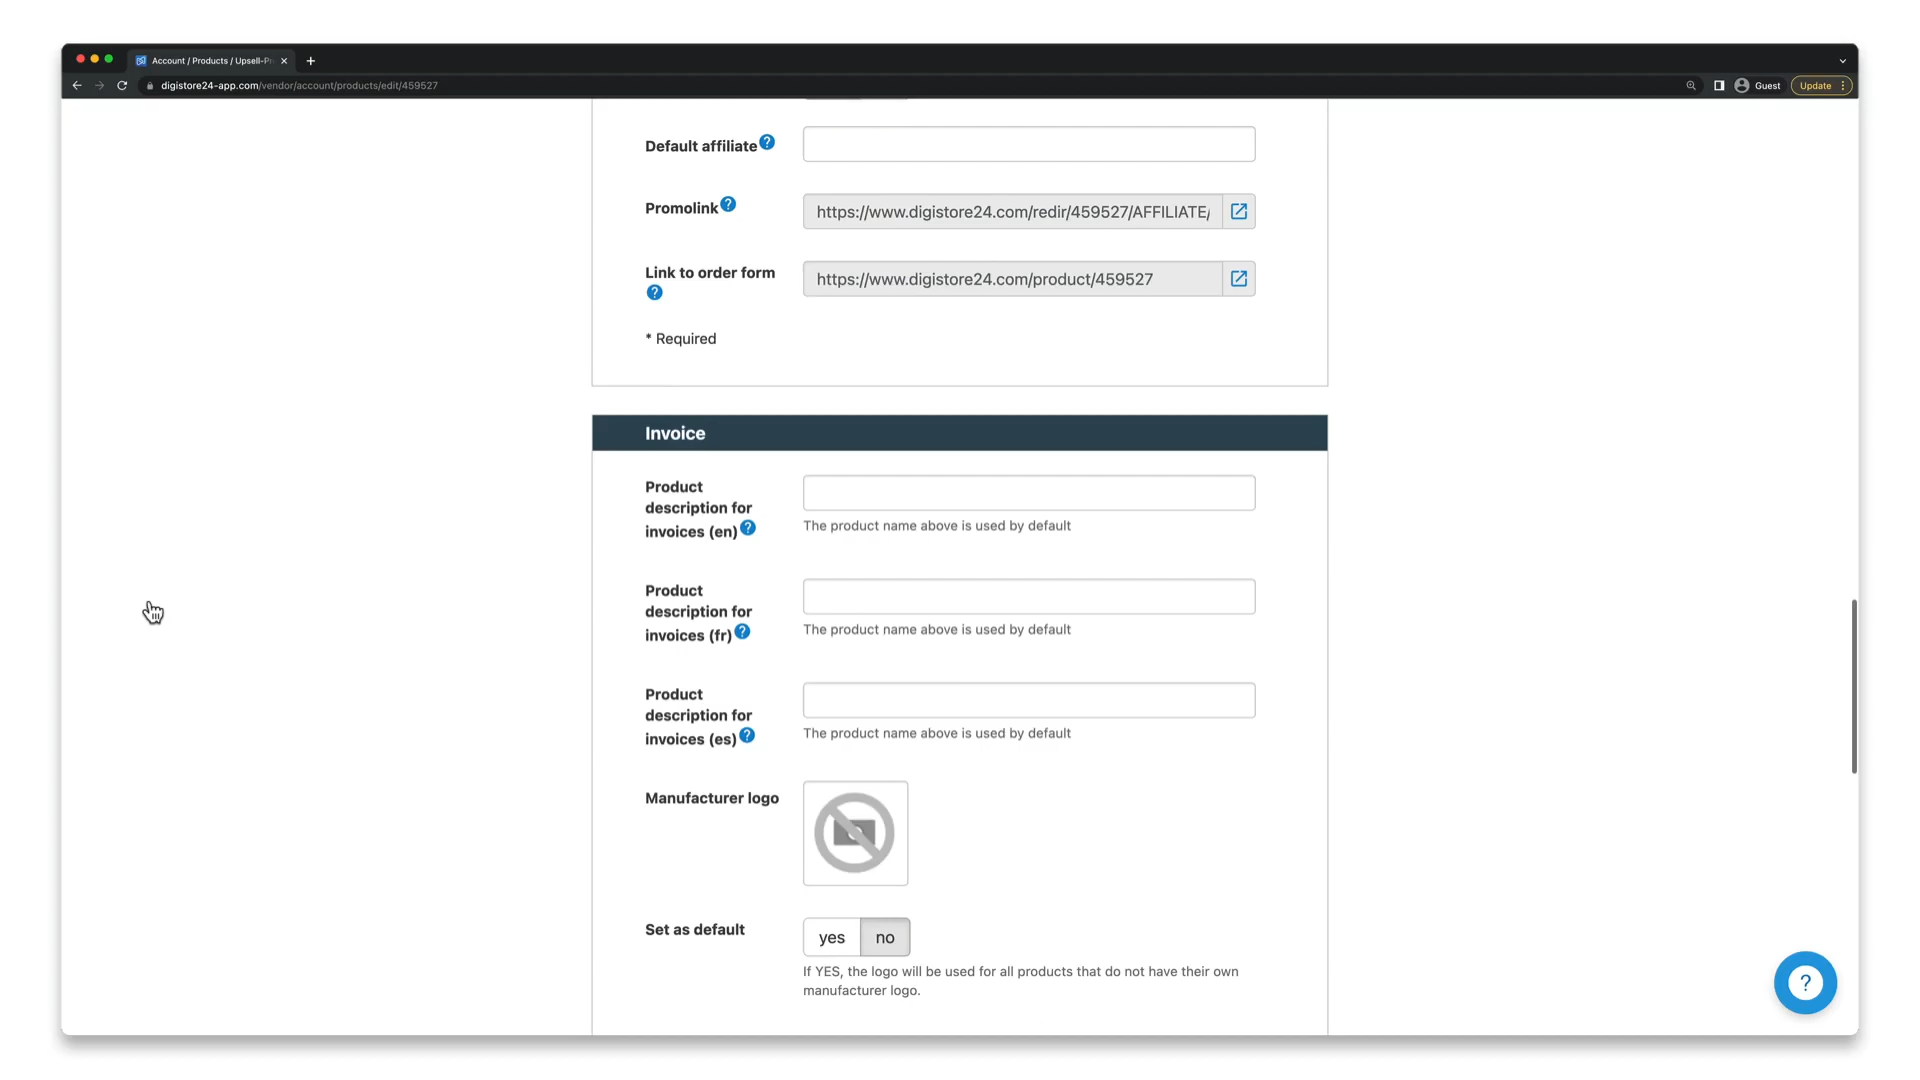 Account / Products / Upsell-Pr
digistore24-app.com/vendor/account/products/edit/459527
Guest
Update
Default affiliate ?
Promolink ?
https://www.digistore24.com/redir/459527/AFFILIATE/
Link to order form
?
https://www.digistore24.com/product/459527
* Required
Invoice
Product
description for
invoices (en) ?
The product name above is used by default
Product
description for
invoices (fr) ?
The product name above is used by default
Product
description for
invoices (es) ?
The product name above is used by default
Manufacturer logo
Set as default
yes no
If YES, the logo will be used for all products that do not have their own
manufacturer logo.
?